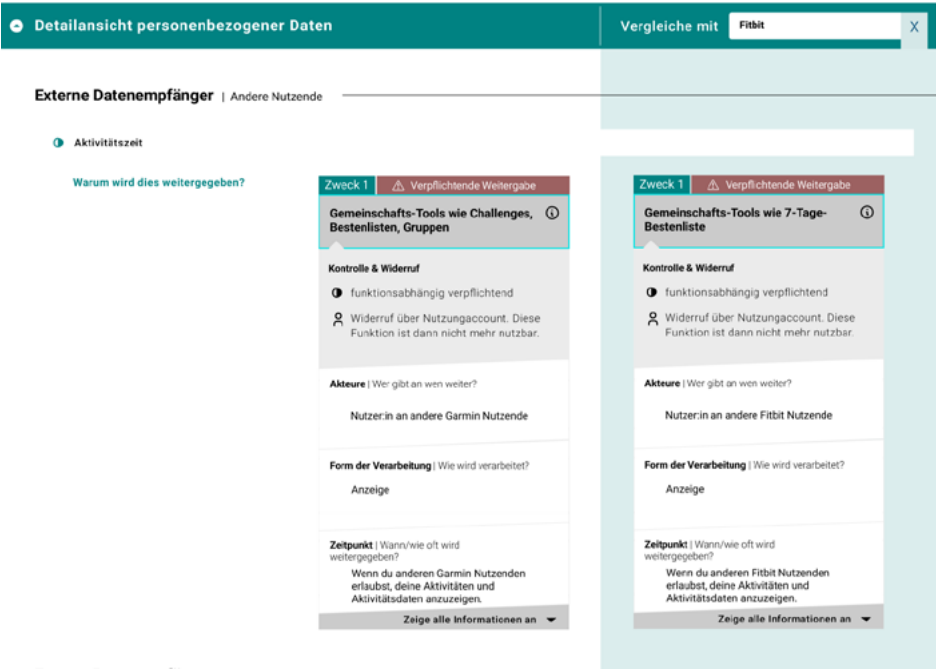 Detailansicht personenbezogener Daten
Vergleiche mit Fitbit X
Externe Datenempfänger | Andere Nutzende
Aktivitätszeit
Warum wird dies weitergegeben?
Zweck 1 Verpflichtende Weitergabe
Gemeinschafts-Tools wie Challenges,
Bestenlisten, Gruppen
Kontrolle & Widerruf
funktionsabhängig verpflichtend
Widerruf über Nutzungaccount. Diese
Funktion ist dann nicht mehr nutzbar.
Akteure | Wer gibt an wen weiter?
Nutzer:in an andere Garmin Nutzende
Form der Verarbeitung | Wie wird verarbeitet?
Anzeige
Zeitpunkt | Wann/wie oft wird
weitergegeben?
Wenn du anderen Garmin Nutzenden
erlaubst, deine Aktivitäten und
Aktivitätsdaten anzuzeigen.
Zeige alle Informationen an
Zweck 1 Verpflichtende Weitergabe
Gemeinschafts-Tools wie 7-Tage-
Bestenliste
Kontrolle & Widerruf
funktionsabhängig verpflichtend
Widerruf über Nutzungaccount. Diese
Funktion ist dann nicht mehr nutzbar.
Akteure | Wer gibt an wen weiter?
Nutzer:in an andere Fitbit Nutzende
Form der Verarbeitung | Wie wird verarbeitet?
Anzeige
Zeitpunkt | Wann/wie oft wird
weitergegeben?
Wenn du anderen Fitbit Nutzenden
erlaubst, deine Aktivitäten und
Aktivitätsdaten anzuzeigen.
Zeige alle Informationen an